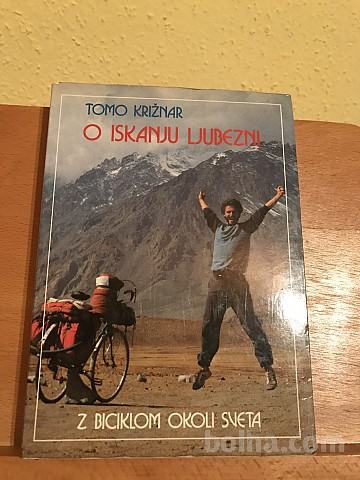 TOMO KRIŽNAR
O ISKANJU LJUBEZNI
Z BICIKLOM OKOLI SVETA
bolha.com